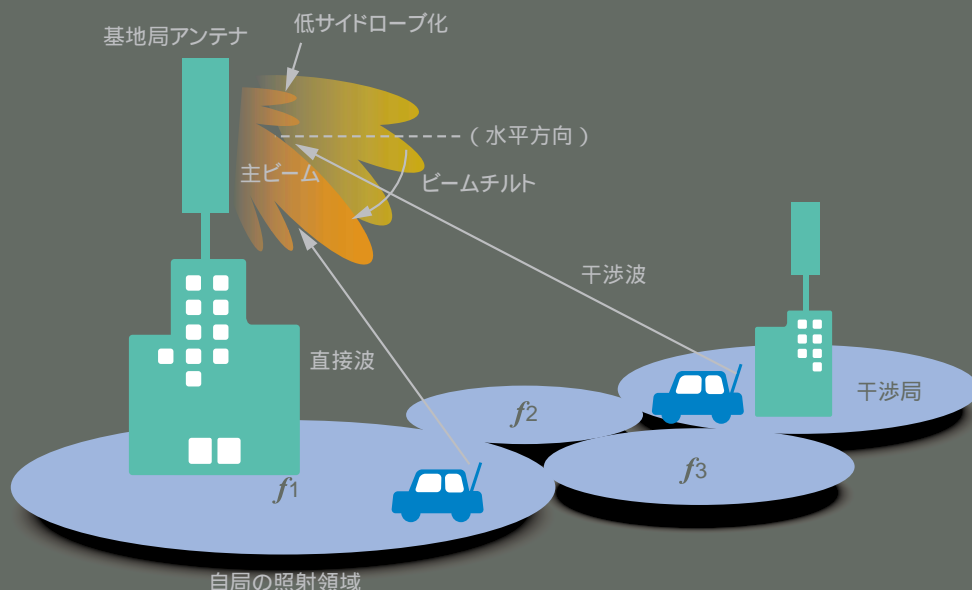 低サイドローブ化
基地局アンテナ
(水平方向)
主ビーム
ビームチルト
干渉波
直接波
干渉局
f2
f3
f1
自局の照射領域